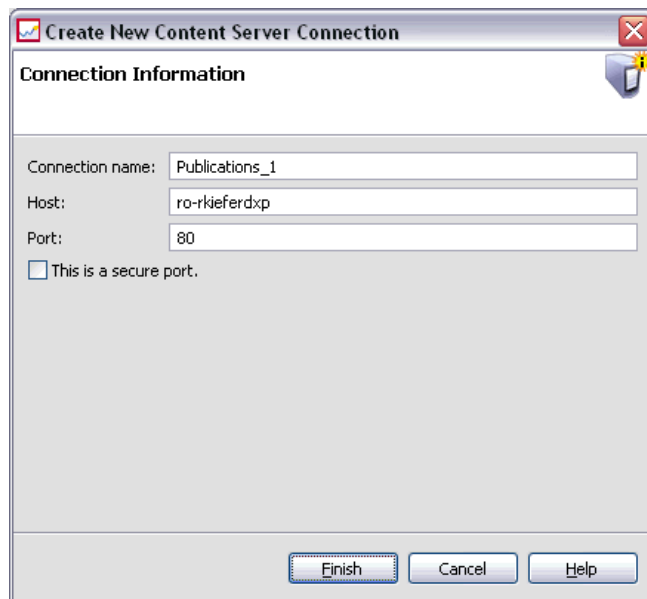 Create New Content Server Connection
Connection Information
Connection name: Publications_1
Host: ro-rkieferdxp
Port: 80
This is a secure port.
Finish Cancel Help